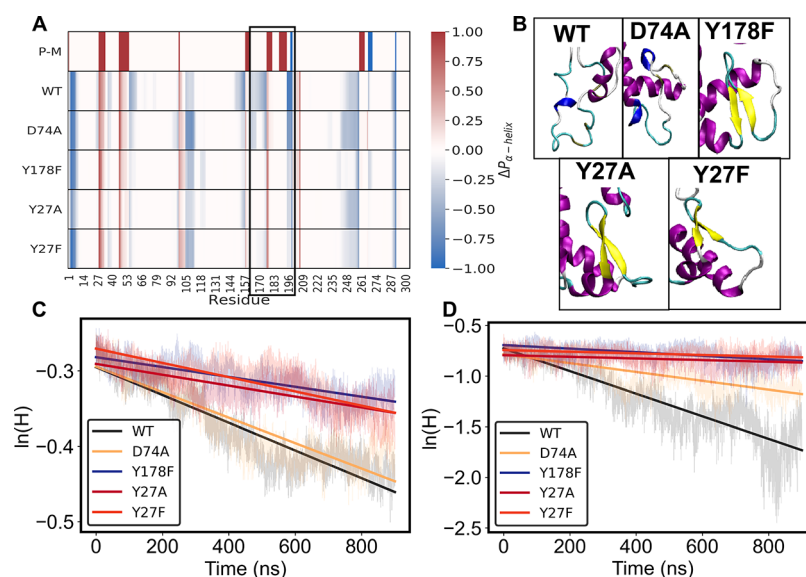 A
P-M
WT
D74A
Y178F
Y27A
Y27F
1
14
27
40
53
66
79
92
105
118
131
144
157
170
183
196
209
222
235
248
261
274
287
300
Residue
1.00
0.75
0.50
0.25
0.00
−0.25
−0.50
−0.75
−1.00
ΔPα−helix
B
WT
D74A
Y178F
Y27A
Y27F
C
ln(H)
−0.3
−0.4
−0.5
WT
D74A
Y178F
Y27A
Y27F
0 200 400 600 800
Time (ns)
D
ln(H)
−0.5
−1.0
−1.5
−2.0
−2.5
WT
D74A
Y178F
Y27A
Y27F
0 200 400 600 800
Time (ns)